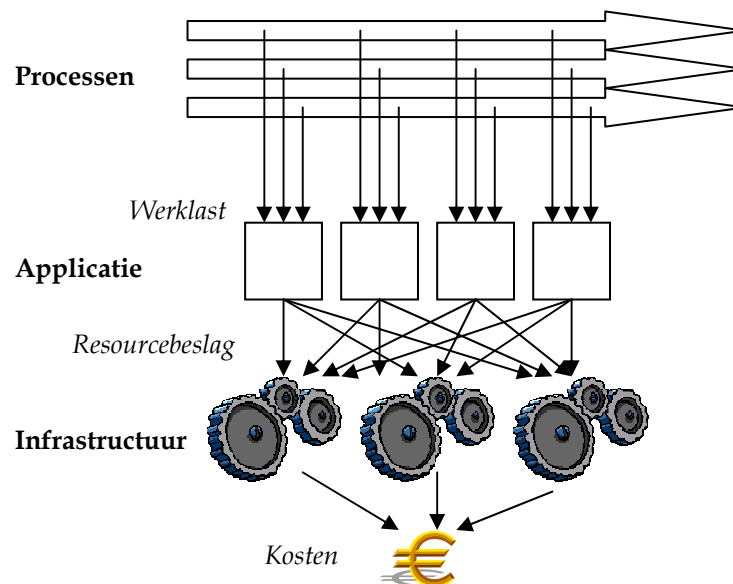 Processen
Werklast
Applicatie
Resourcebeslag
Infrastructuur
Kosten
€